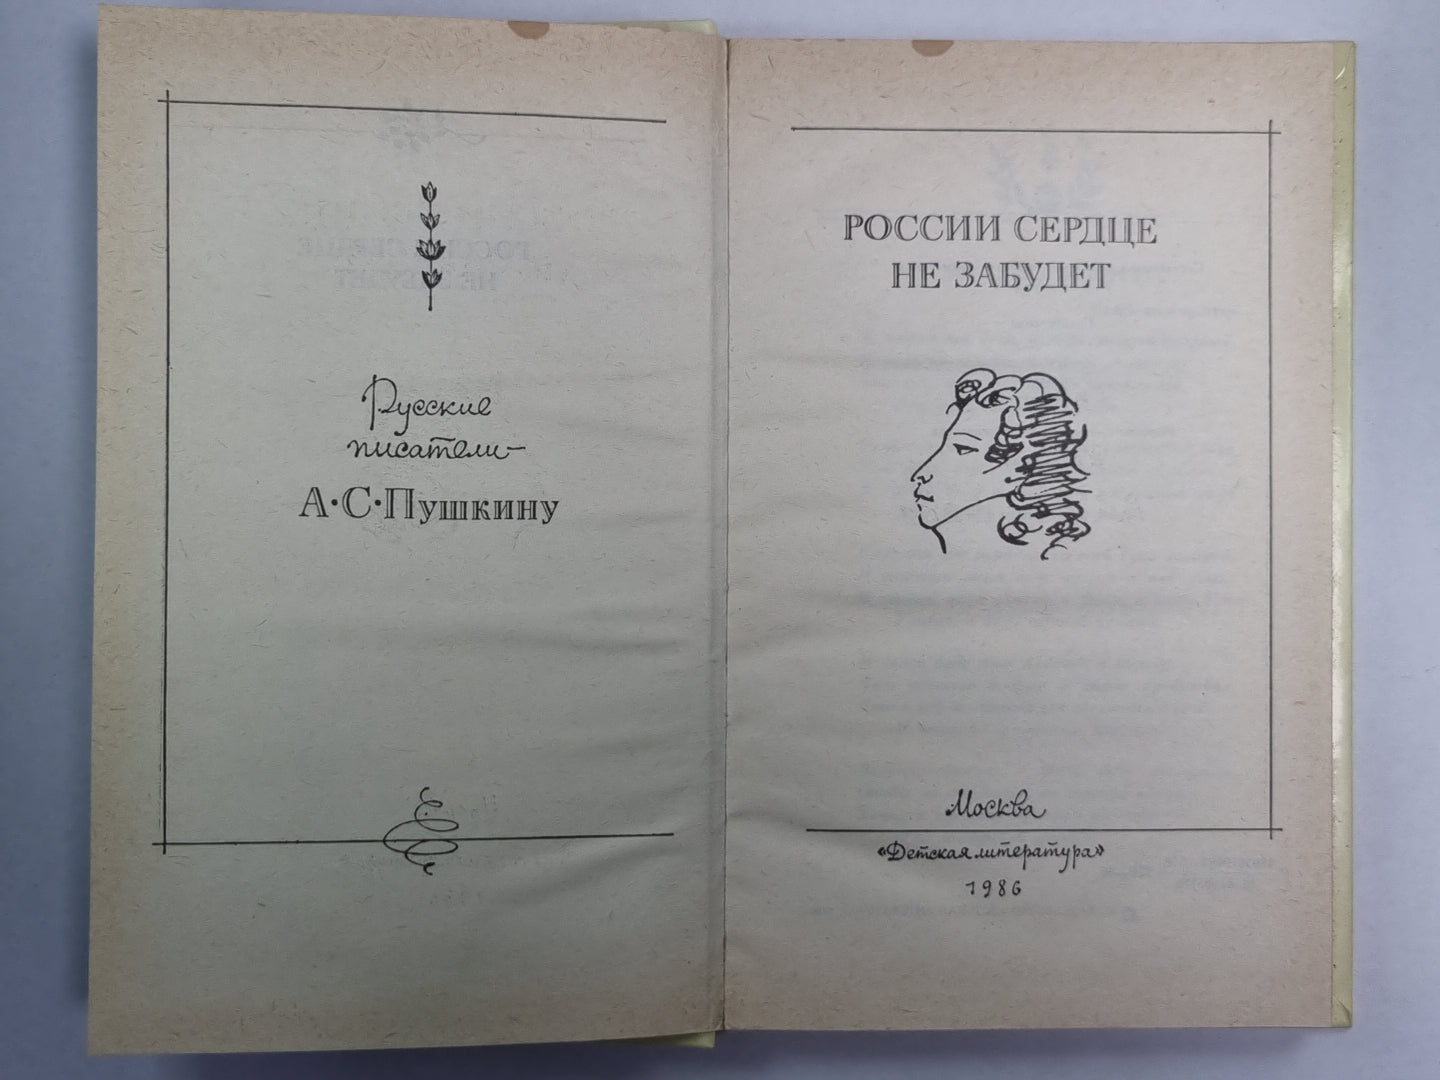 Русские
писатели—
А·С·Пушкину
РОССИИ СЕРДЦЕ
НЕ ЗАБУДЕТ
Москва
«Детская литература»
1986